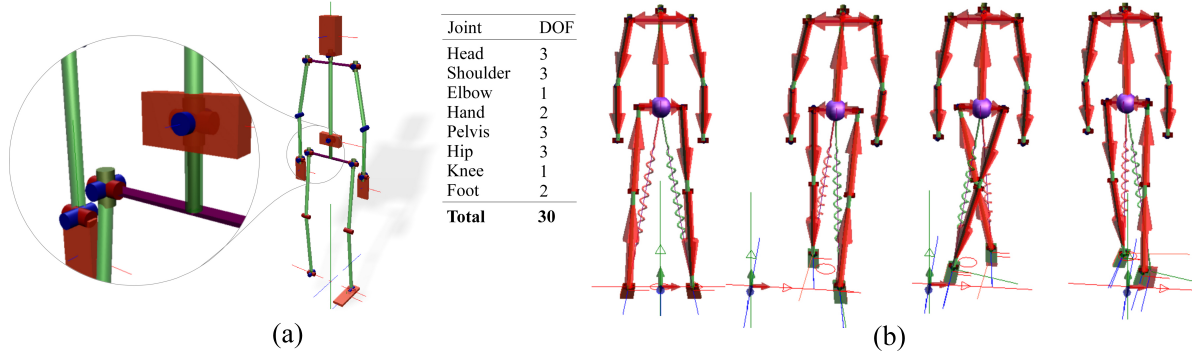 Joint DOF
Head 3
Shoulder 3
Elbow 1
Hand 2
Pelvis 3
Hip 3
Knee 1
Foot 2
Total 30
(a)
(b)